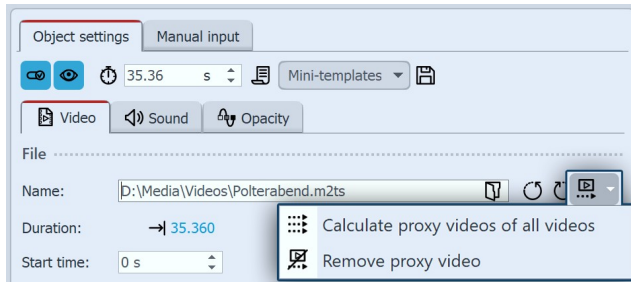 Object settings Manual input
35.36 s Mini-templates
Video Sound Opacity
File
Name: D:\Media\Videos\Polterabend.m2ts
Duration: 35.360
Calculate proxy videos of all videos
Start time: 0 s
Remove proxy video